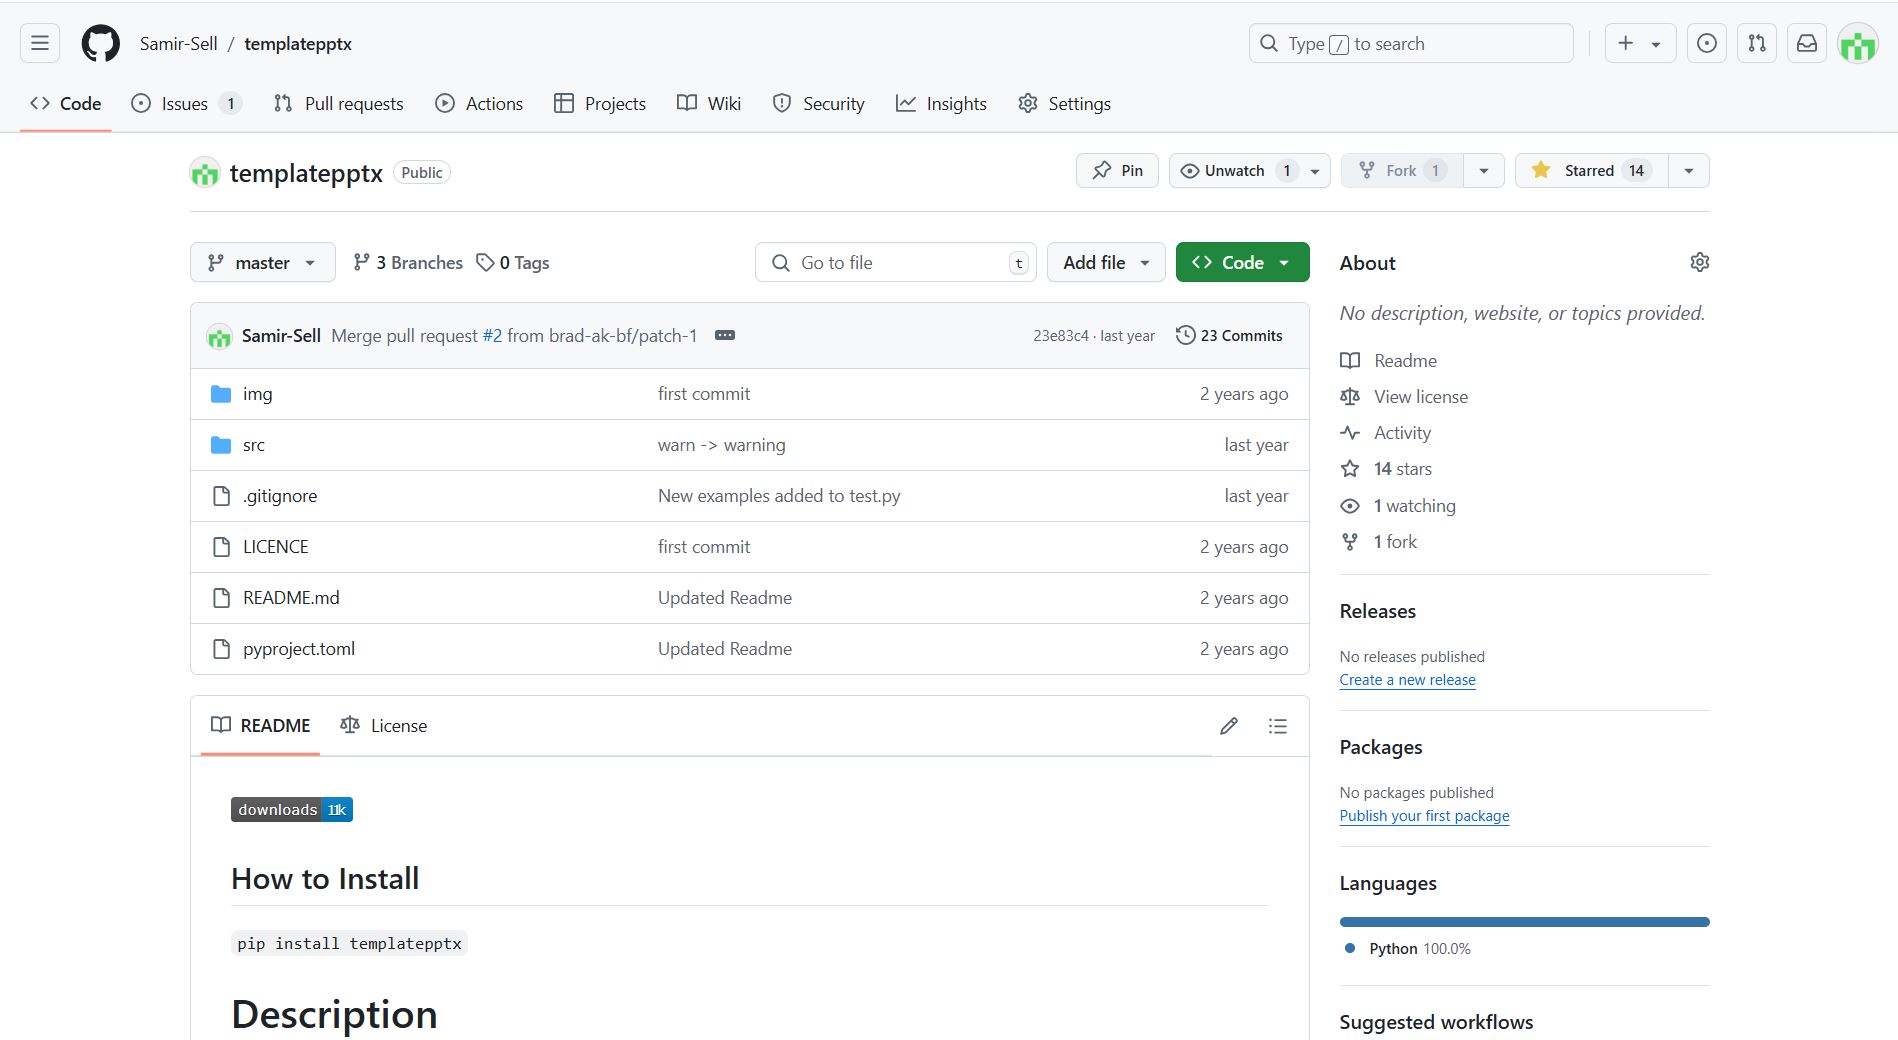 Samir-Sell / templatepptx
Type / to search
Code Issues 1 Pull requests Actions Projects Wiki Security Insights Settings
templatepptx Public
Pin Unwatch 1 Fork 1 Starred 14
master 3 Branches 0 Tags
Go to file t Add file Code
Samir-Sell Merge pull request #2 from brad-ak-bf/patch-1 23e83c4 · last year 23 Commits
img first commit 2 years ago
src warn -> warning last year
.gitignore New examples added to test.py last year
LICENCE first commit 2 years ago
README.md Updated Readme 2 years ago
pyproject.toml Updated Readme 2 years ago
README License
downloads 11k
How to Install
pip install templatepptx
Description
About
No description, website, or topics provided.
Readme
View license
Activity
14 stars
1 watching
1 fork
Releases
No releases published
Create a new release
Packages
No packages published
Publish your first package
Languages
Python 100.0%
Suggested workflows